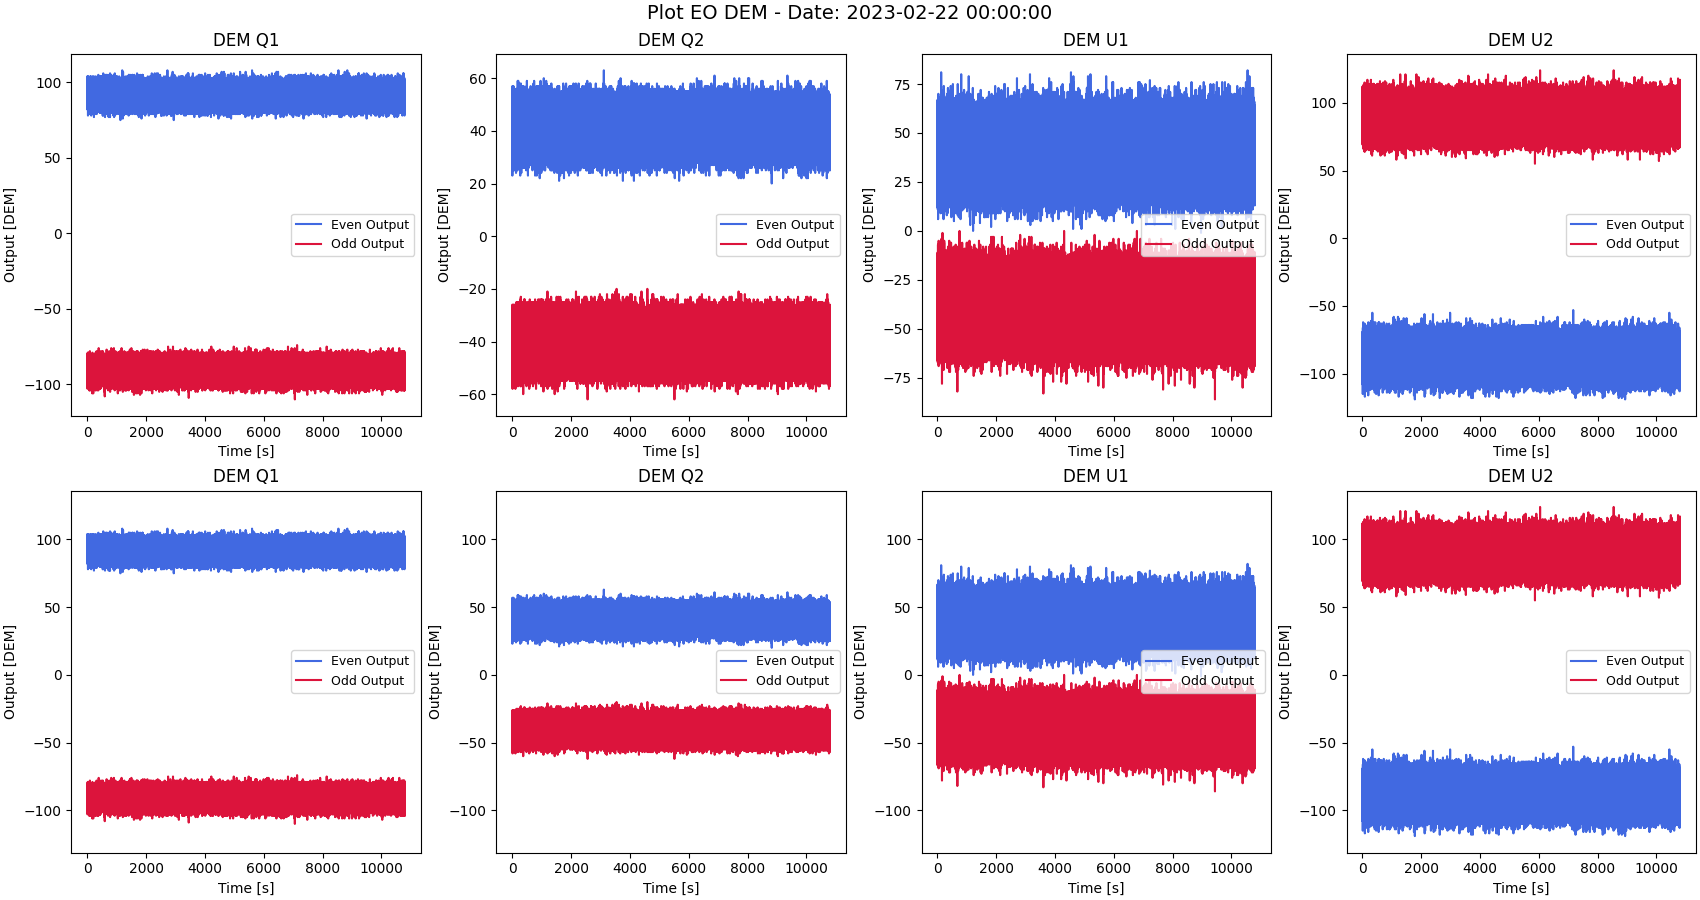 Plot EO DEM - Date: 2023-02-22 00:00:00
DEM Q1
Output [DEM]
100
50
0
−50
−100
0 2000 4000 6000 8000 10000
Time [s]
Even Output
Odd Output
DEM Q2
Output [DEM]
60
40
20
0
−20
−40
−60
0 2000 4000 6000 8000 10000
Time [s]
Even Output
Odd Output
DEM U1
Output [DEM]
75
50
25
0
−25
−50
−75
0 2000 4000 6000 8000 10000
Time [s]
Even Output
Odd Output
DEM U2
Output [DEM]
100
50
0
−50
−100
0 2000 4000 6000 8000 10000
Time [s]
Even Output
Odd Output
DEM Q1
Output [DEM]
100
50
0
−50
−100
0 2000 4000 6000 8000 10000
Time [s]
Even Output
Odd Output
DEM Q2
Output [DEM]
100
50
0
−50
−100
0 2000 4000 6000 8000 10000
Time [s]
Even Output
Odd Output
DEM U1
Output [DEM]
100
50
0
−50
−100
0 2000 4000 6000 8000 10000
Time [s]
Even Output
Odd Output
DEM U2
Output [DEM]
100
50
0
−50
−100
0 2000 4000 6000 8000 10000
Time [s]
Even Output
Odd Output